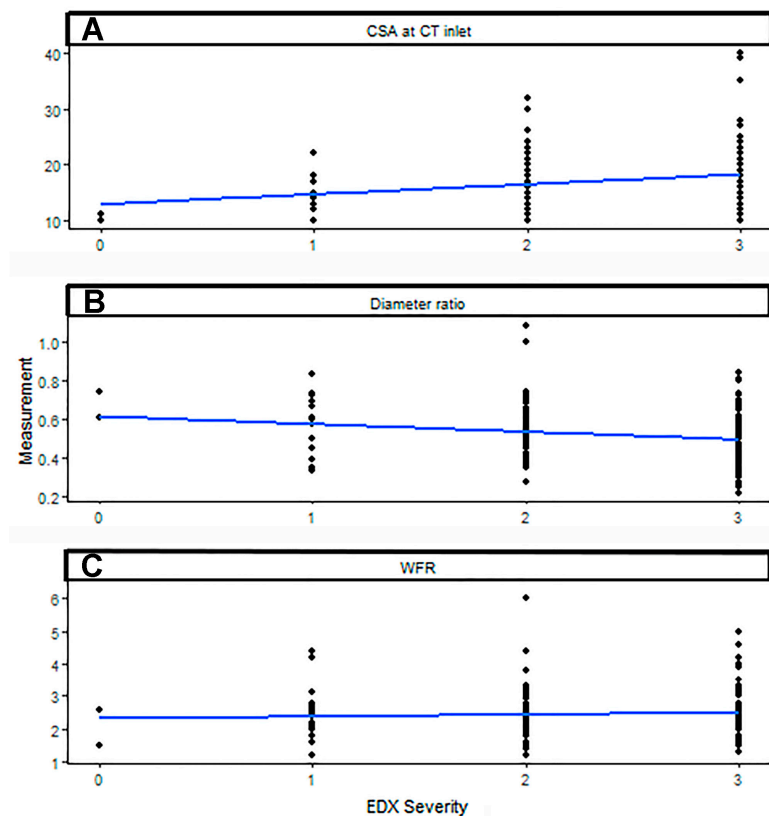 A CSA at CT inlet
40
30
20
10
0 1 2 3
B Diameter ratio
1.0
0.8
0.6
0.4
0.2
Measurement
0 1 2 3
C WFR
6
5
4
3
2
1
0 1 2 3
EDX Severity